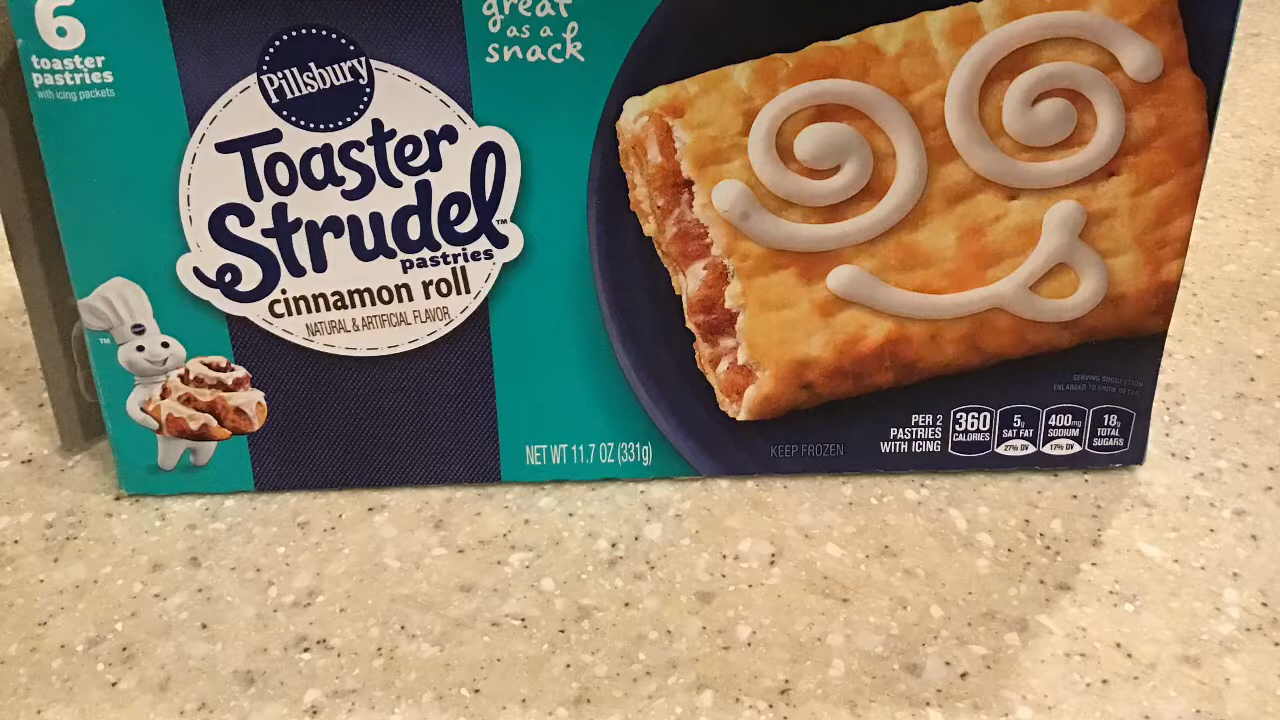 6
toaster
pastries
with icing packets
great
as a
snack
Pillsbury
Toaster
Strudel™
pastries
cinnamon roll
NATURAL & ARTIFICIAL FLAVOR
TM
NET WT 11.7 OZ (331g)
KEEP FROZEN
SERVING SUGGESTION
ENLARGED TO SHOW DETAIL
PER 2
PASTRIES
WITH ICING
360
CALORIES
5g
SAT FAT
27% DV
400mg
SODIUM
17% DV
18g
TOTAL
SUGARS